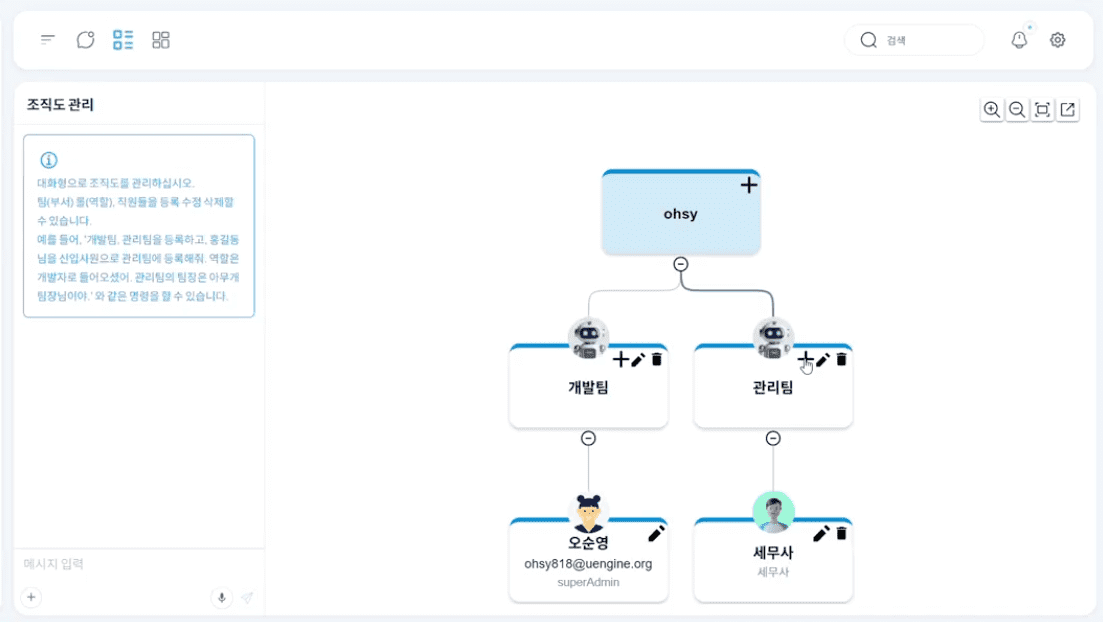 검색
조직도 관리
대화형으로 조직도를 관리하십시오.
팀(부서) 롤(역할), 직원들을 등록 수정 삭제할
수 있습니다.
예를 들어, '개발팀, 관리팀을 등록하고, 홍길동
님을 신입사원으로 관리팀에 등록해줘. 역할은
개발자로 들어오셨어. 관리팀의 팀장은 아무개
팀장님이야.' 와 같은 명령을 할 수 있습니다.
ohsy
개발팀
관리팀
오순영
ohsy818@uengine.org
superAdmin
세무사
세무사
메시지 입력